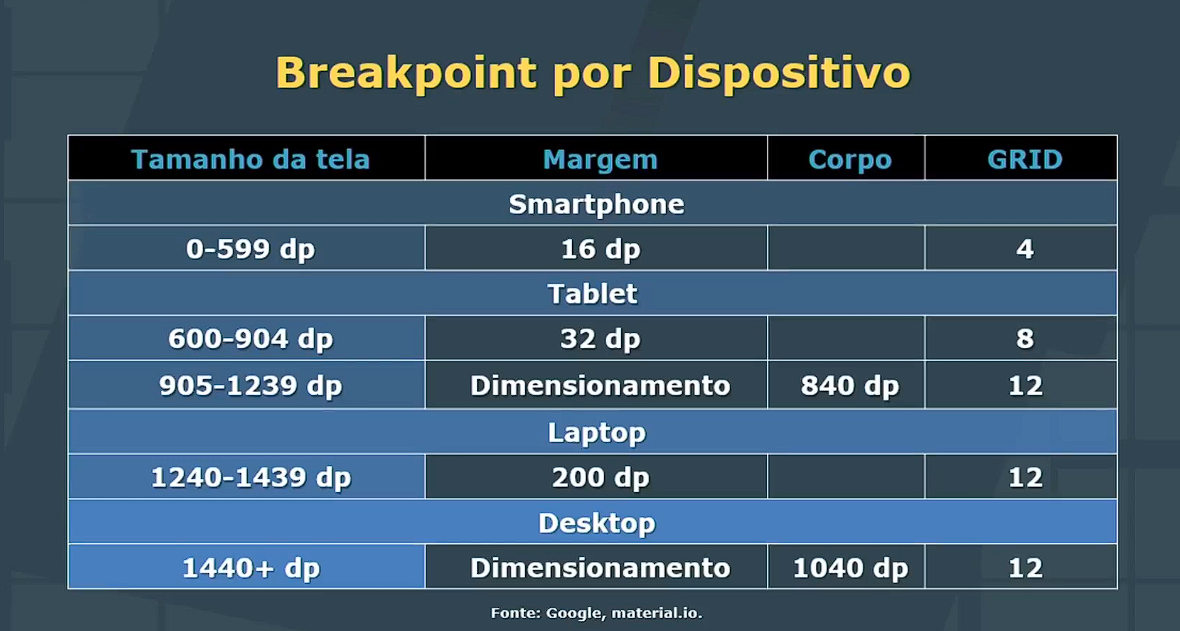 Breakpoint por Dispositivo
Tamanho da tela Margem Corpo GRID
Smartphone
0-599 dp 16 dp 4
Tablet
600-904 dp 32 dp 8
905-1239 dp Dimensionamento 840 dp 12
Laptop
1240-1439 dp 200 dp 12
Desktop
1440+ dp Dimensionamento 1040 dp 12
Fonte: Google, material.io.